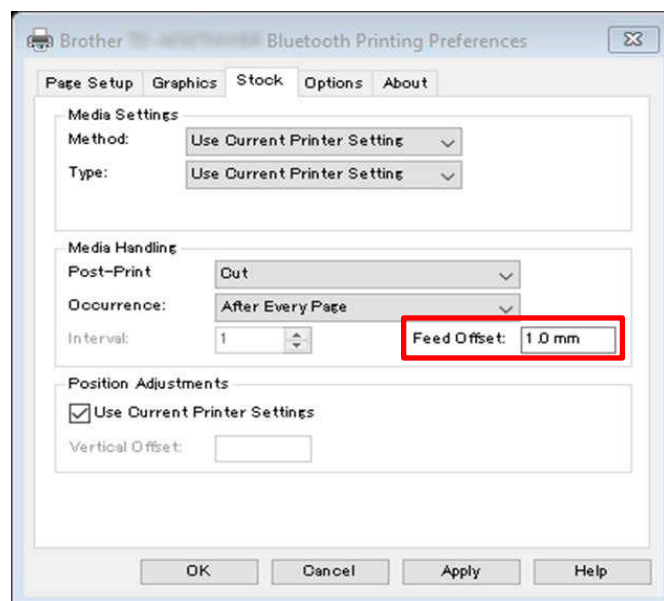 Brother Bluetooth Printing Preferences
Page Setup Graphics Stock Options About
Media Settings
Method: Use Current Printer Setting
Type: Use Current Printer Setting
Media Handling
Post-Print Cut
Occurrence: After Every Page
Interval: 1 Feed Offset: 1.0 mm
Position Adjustments
Use Current Printer Settings
Vertical Offset:
OK Cancel Apply Help